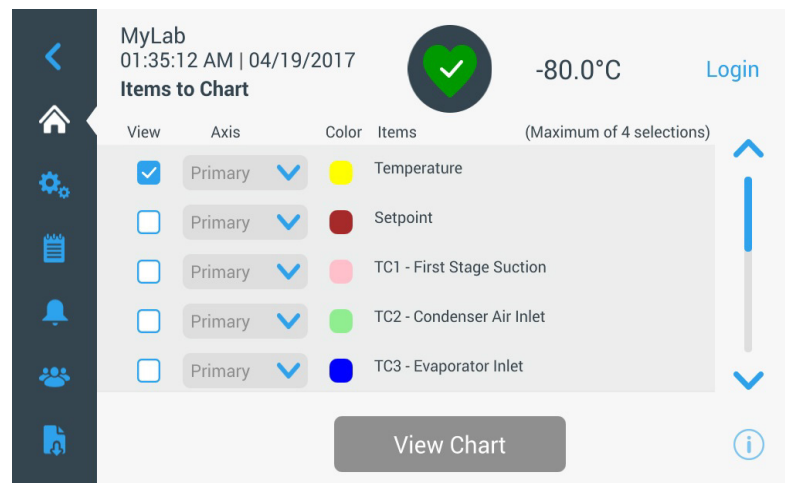 MyLab
01:35:12 AM | 04/19/2017
Items to Chart
-80.0°C
Login
View Axis Color Items (Maximum of 4 selections)
Primary Temperature
Primary Setpoint
Primary TC1 - First Stage Suction
Primary TC2 - Condenser Air Inlet
Primary TC3 - Evaporator Inlet
View Chart
i